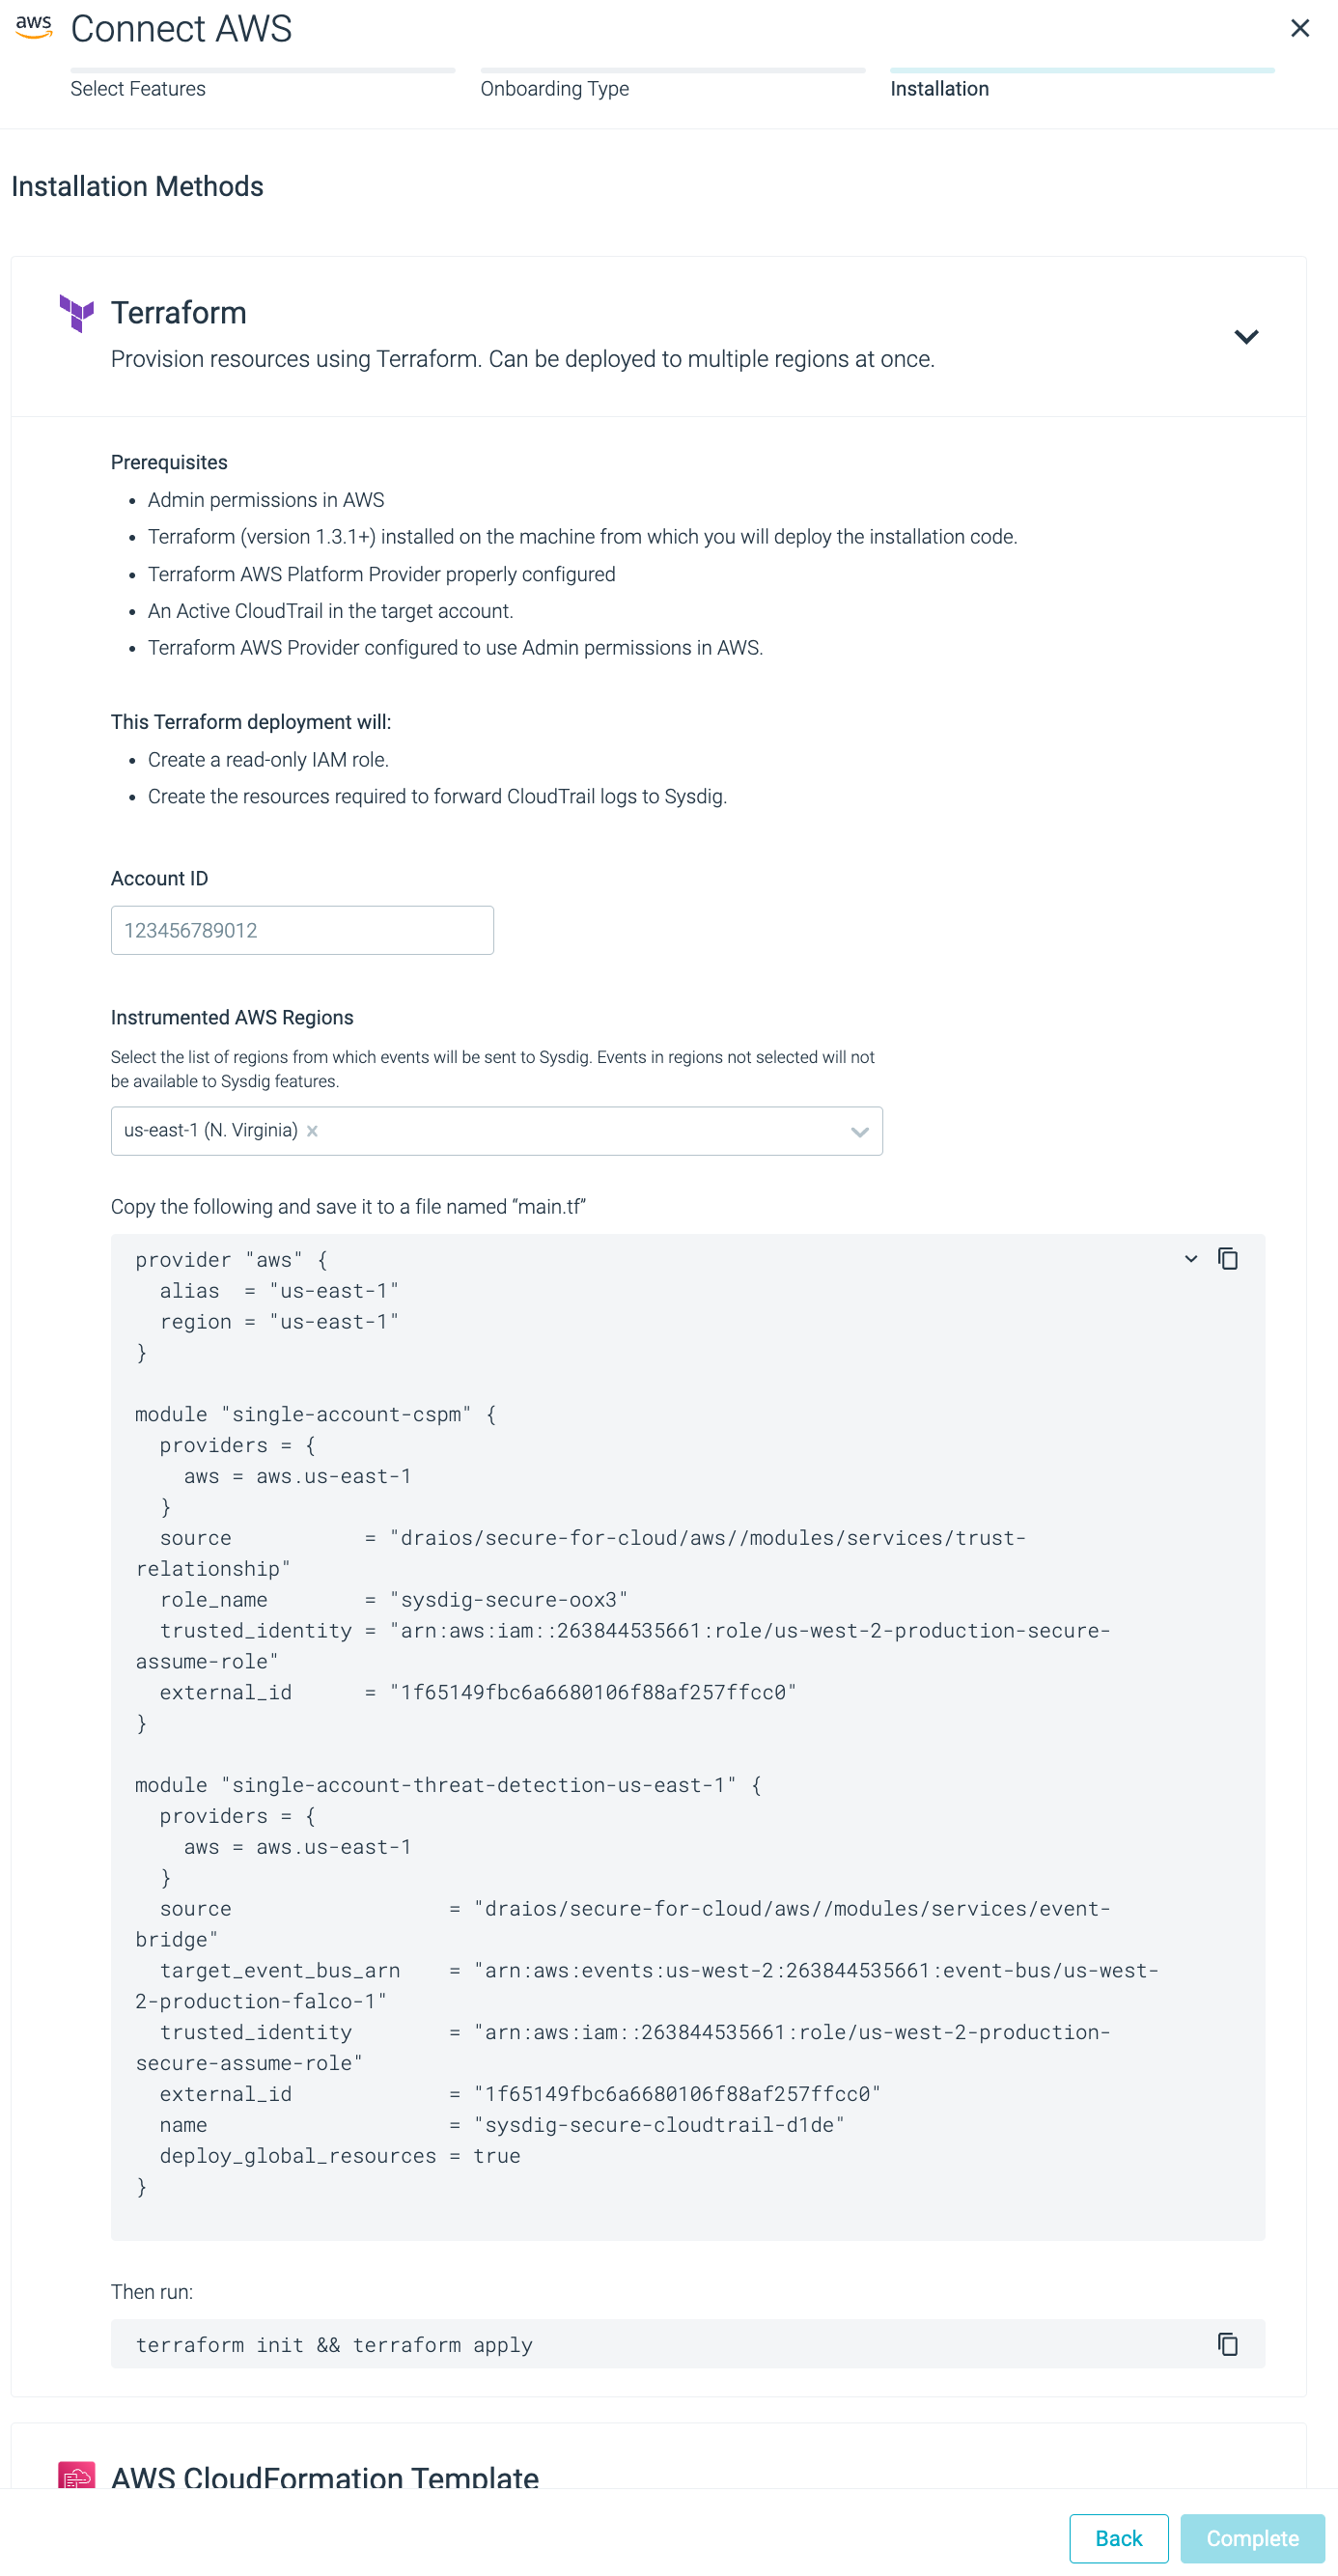 aws Connect AWS
Select Features
Onboarding Type
Installation
Installation Methods
Terraform
Provision resources using Terraform. Can be deployed to multiple regions at once.
Prerequisites
• Admin permissions in AWS
• Terraform (version 1.3.1+) installed on the machine from which you will deploy the installation code.
• Terraform AWS Platform Provider properly configured
• An Active CloudTrail in the target account.
• Terraform AWS Provider configured to use Admin permissions in AWS.
This Terraform deployment will:
• Create a read-only IAM role.
• Create the resources required to forward CloudTrail logs to Sysdig.
Account ID
123456789012
Instrumented AWS Regions
Select the list of regions from which events will be sent to Sysdig. Events in regions not selected will not
be available to Sysdig features.
us-east-1 (N. Virginia) ×
Copy the following and save it to a file named “main.tf”
provider "aws" {
  alias  = "us-east-1"
  region = "us-east-1"
}
module "single-account-cspm" {
  providers = {
    aws = aws.us-east-1
  }
  source           = "draios/secure-for-cloud/aws//modules/services/trust-
relationship"
  role_name        = "sysdig-secure-oox3"
  trusted_identity = "arn:aws:iam::263844535661:role/us-west-2-production-secure-
assume-role"
  external_id      = "1f65149fbc6a6680106f88af257ffcc0"
}
module "single-account-threat-detection-us-east-1" {
  providers = {
    aws = aws.us-east-1
  }
  source                  = "draios/secure-for-cloud/aws//modules/services/event-
bridge"
  target_event_bus_arn    = "arn:aws:events:us-west-2:263844535661:event-bus/us-west-
2-production-falco-1"
  trusted_identity        = "arn:aws:iam::263844535661:role/us-west-2-production-
secure-assume-role"
  external_id             = "1f65149fbc6a6680106f88af257ffcc0"
  name                    = "sysdig-secure-cloudtrail-d1de"
  deploy_global_resources = true
}
Then run:
terraform init && terraform apply
AWS CloudFormation Template
Back
Complete